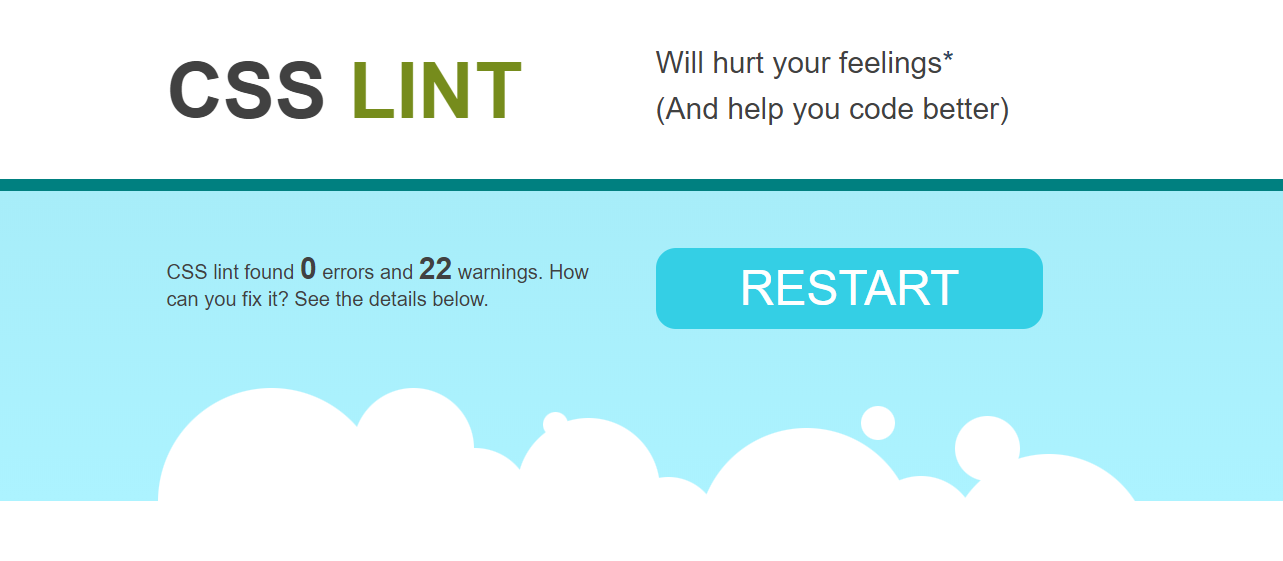 CSS LINT
Will hurt your feelings*
(And help you code better)
CSS lint found 0 errors and 22 warnings. How
can you fix it? See the details below.
RESTART